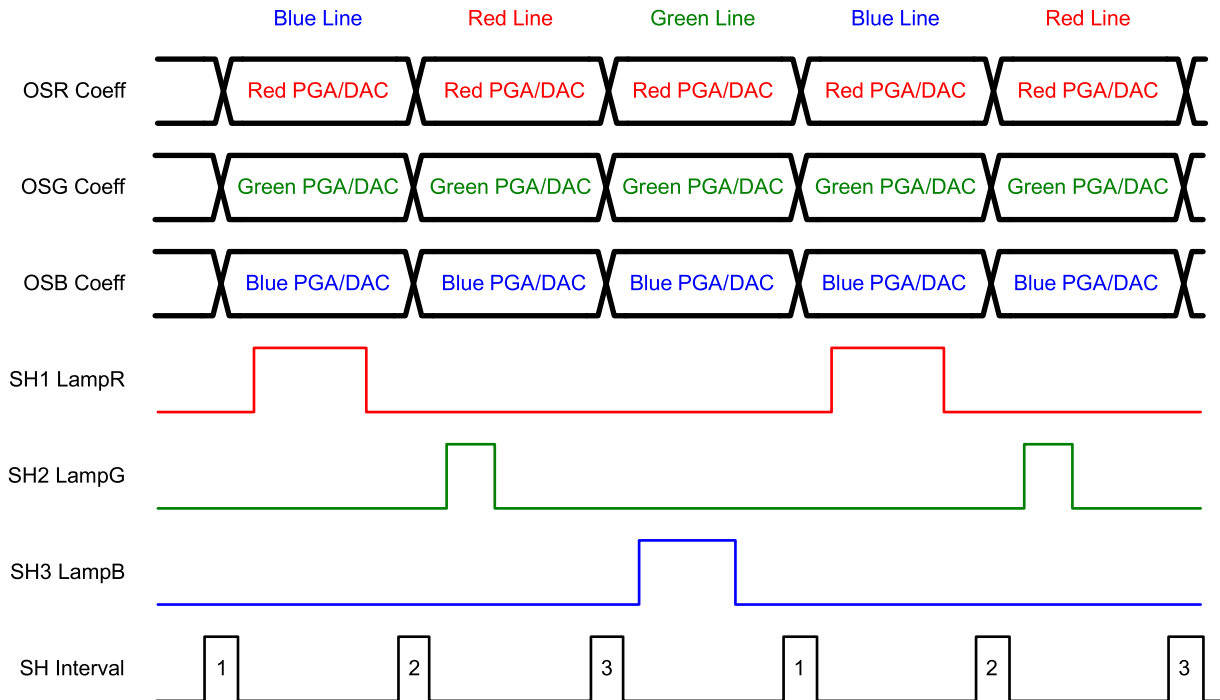 Blue Line Red Line Green Line Blue Line Red Line
OSR Coeff Red PGA/DAC Red PGA/DAC Red PGA/DAC Red PGA/DAC Red PGA/DAC
OSG Coeff Green PGA/DAC Green PGA/DAC Green PGA/DAC Green PGA/DAC Green PGA/DAC
OSB Coeff Blue PGA/DAC Blue PGA/DAC Blue PGA/DAC Blue PGA/DAC Blue PGA/DAC
SH1 LampR
SH2 LampG
SH3 LampB
SH Interval 1 2 3 1 2 3